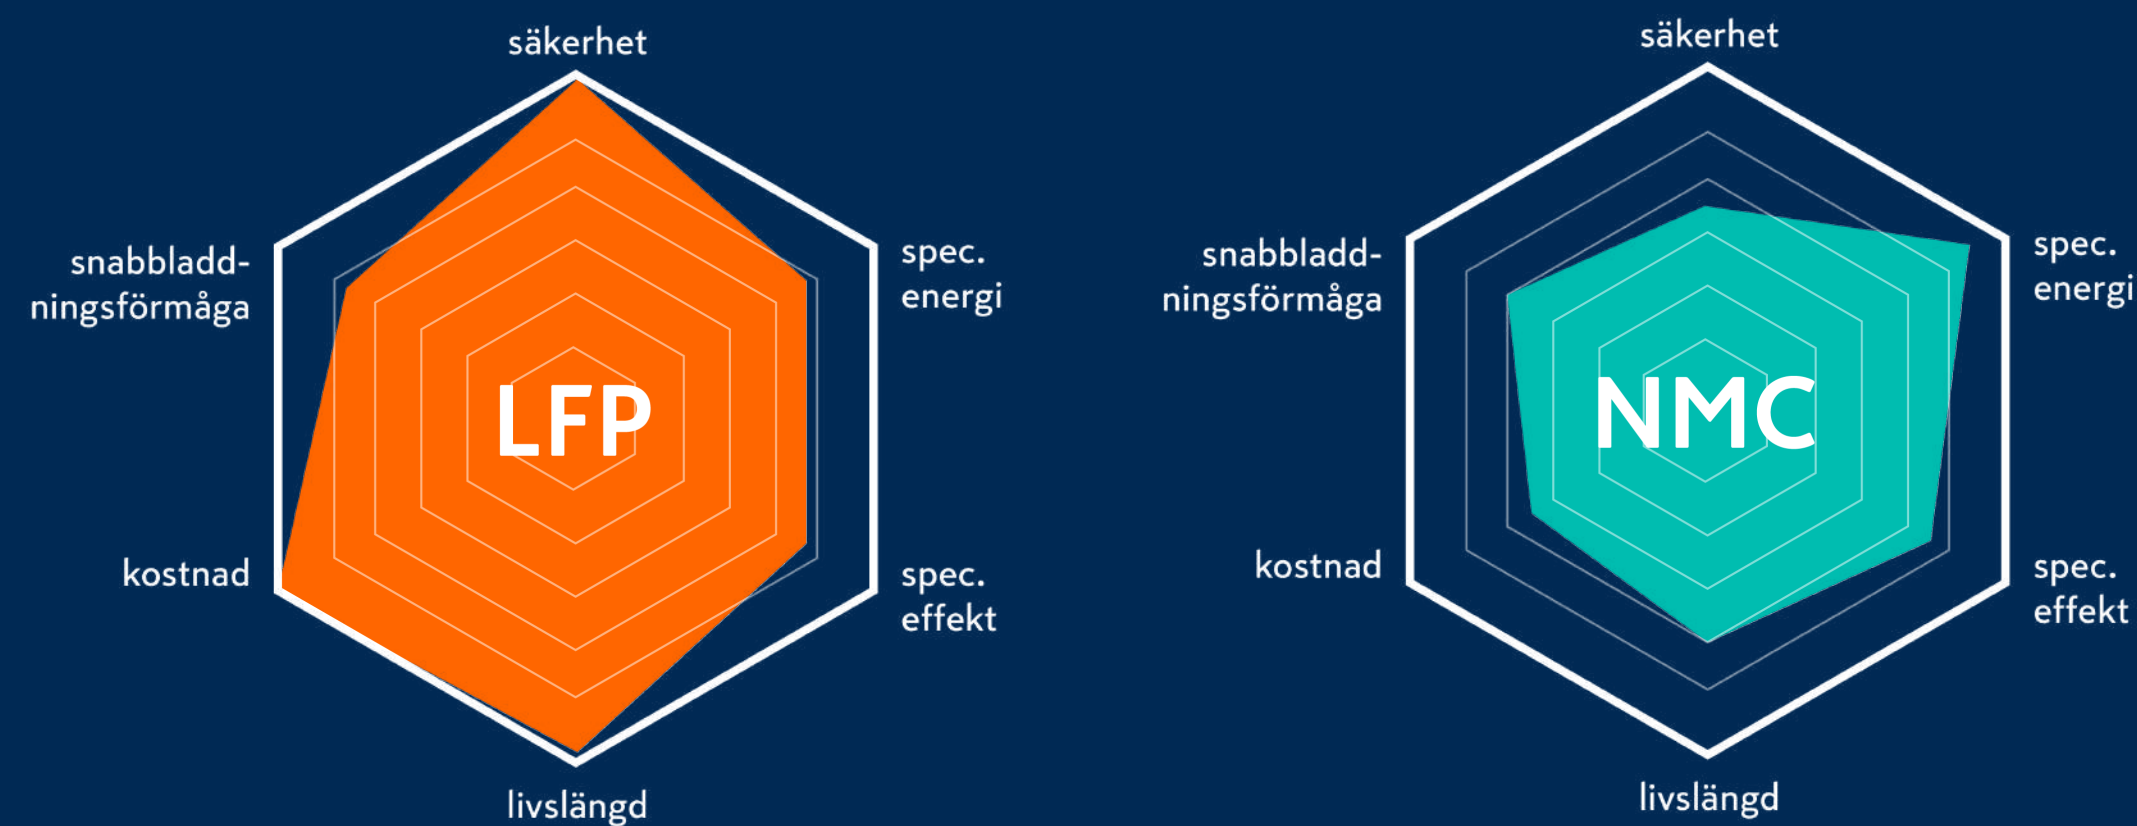 säkerhet
snabbladd-
ningsförmåga
spec.
energi
LFP
kostnad
spec.
effekt
livslängd
säkerhet
snabbladd-
ningsförmåga
spec.
energi
NMC
kostnad
spec.
effekt
livslängd